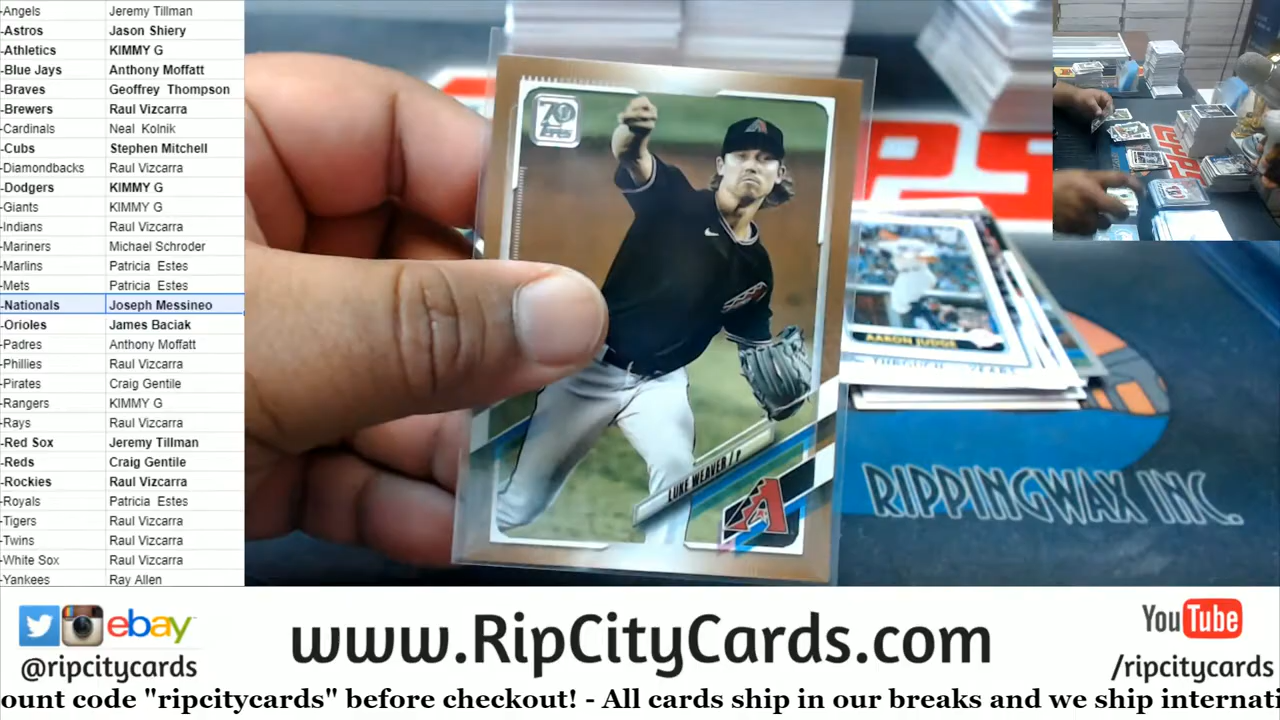 -Angels Jeremy Tillman
-Astros Jason Shiery
-Athletics KIMMY G
-Blue Jays Anthony Moffatt
-Braves Geoffrey Thompson
-Brewers Raul Vizcarra
-Cardinals Neal Kolnik
-Cubs Stephen Mitchell
-Diamondbacks Raul Vizcarra
-Dodgers KIMMY G
-Giants KIMMY G
-Indians Raul Vizcarra
-Mariners Michael Schroder
-Marlins Patricia Estes
-Mets Patricia Estes
-Nationals Joseph Messineo
-Orioles James Baciak
-Padres Anthony Moffatt
-Phillies Raul Vizcarra
-Pirates Craig Gentile
-Rangers KIMMY G
-Rays Raul Vizcarra
-Red Sox Jeremy Tillman
-Reds Craig Gentile
-Rockies Raul Vizcarra
-Royals Patricia Estes
-Tigers Raul Vizcarra
-Twins Raul Vizcarra
-White Sox Raul Vizcarra
-Yankees Ray Allen
70
Topps
LUKE WEAVER / P
AARON JUDGE
RIPPINGWAX INC.
ebay
@ripcitycards
www.RipCityCards.com
YouTube
/ripcitycards
ount code "ripcitycards" before checkout! - All cards ship in our breaks and we ship internati